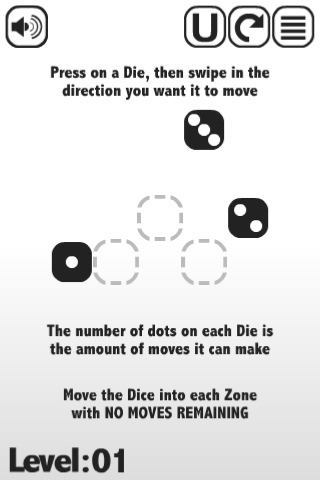 U
Press on a Die, then swipe in the
direction you want it to move
The number of dots on each Die is
the amount of moves it can make
Move the Dice into each Zone
with NO MOVES REMAINING
Level:01